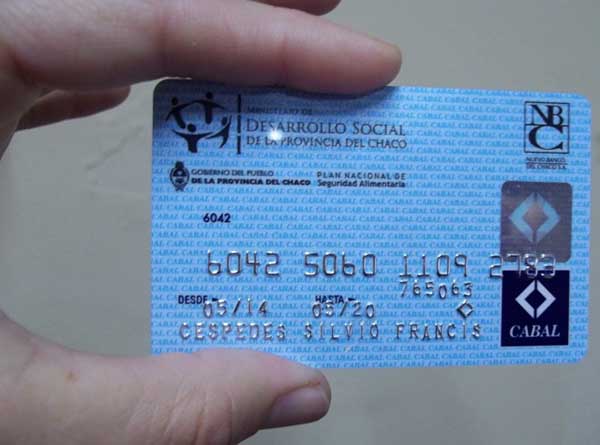 MINISTERIO DE
DESARROLLO SOCIAL
DE LA PROVINCIA DEL CHACO
NBC
NUEVO BANCO
DEL CHACO S.A.
GOBIERNO DEL PUEBLO
DE LA PROVINCIA DEL CHACO
PLAN NACIONAL DE
Seguridad Alimentaria
6042
6042 5060 1109
765063
DESDE 05/14 HASTA 05/20
CESPEDES SILVIO FRANCIS
CABAL